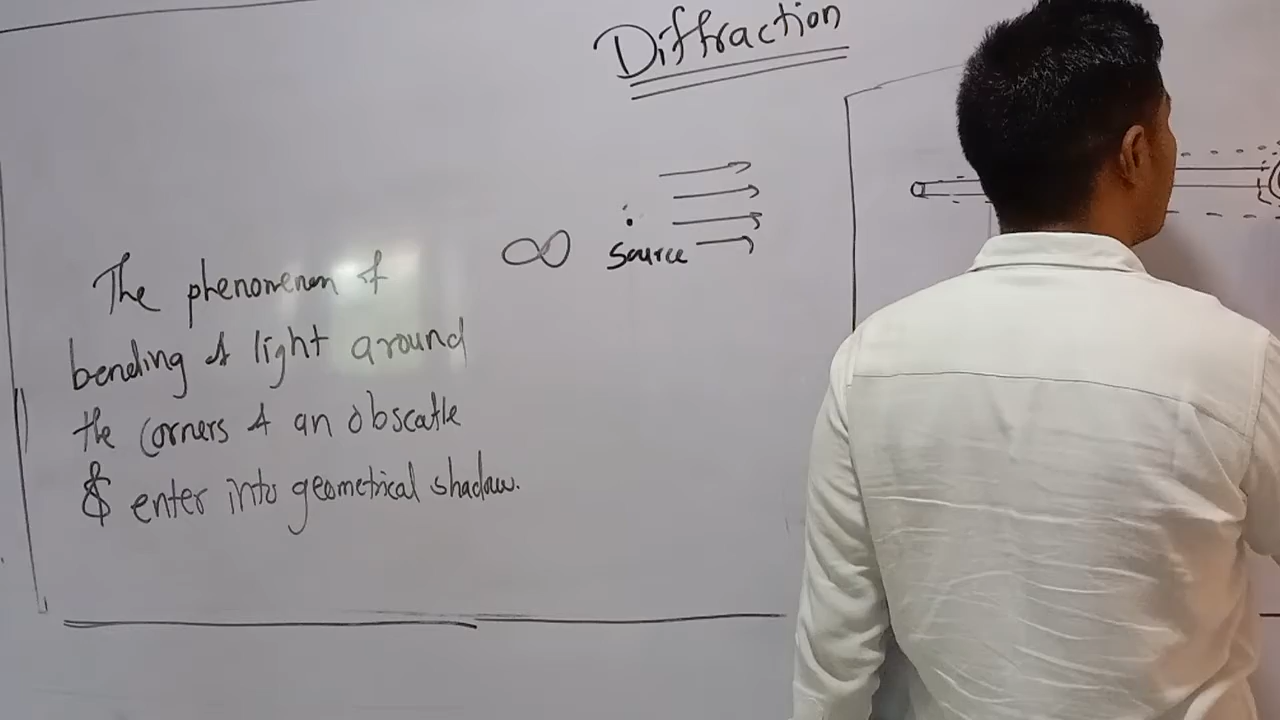 Diffraction
∞ Source
The phenomenon of
bending of light around
the corners of an obscatle
& enter into geometrical shadow.